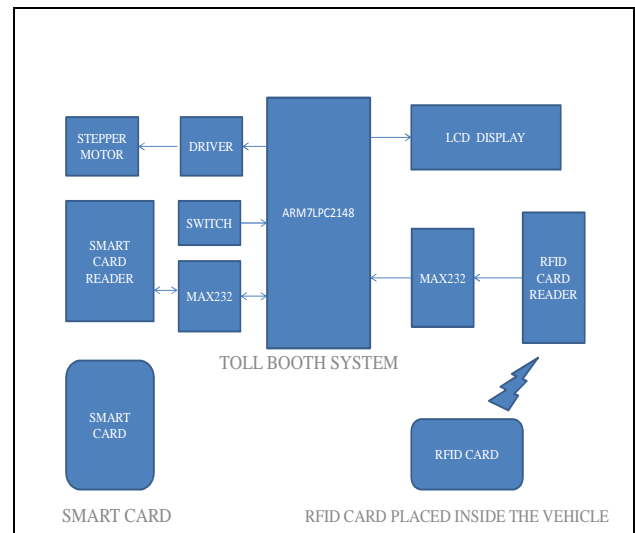 STEPPER
MOTOR
DRIVER
LCD  DISPLAY
ARM7LPC2148
SWITCH
SMART
CARD
READER
MAX232
MAX232
RFID
CARD
READER
TOLL BOOTH SYSTEM
SMART
CARD
RFID CARD
SMART CARD
RFID CARD PLACED INSIDE THE VEHICLE